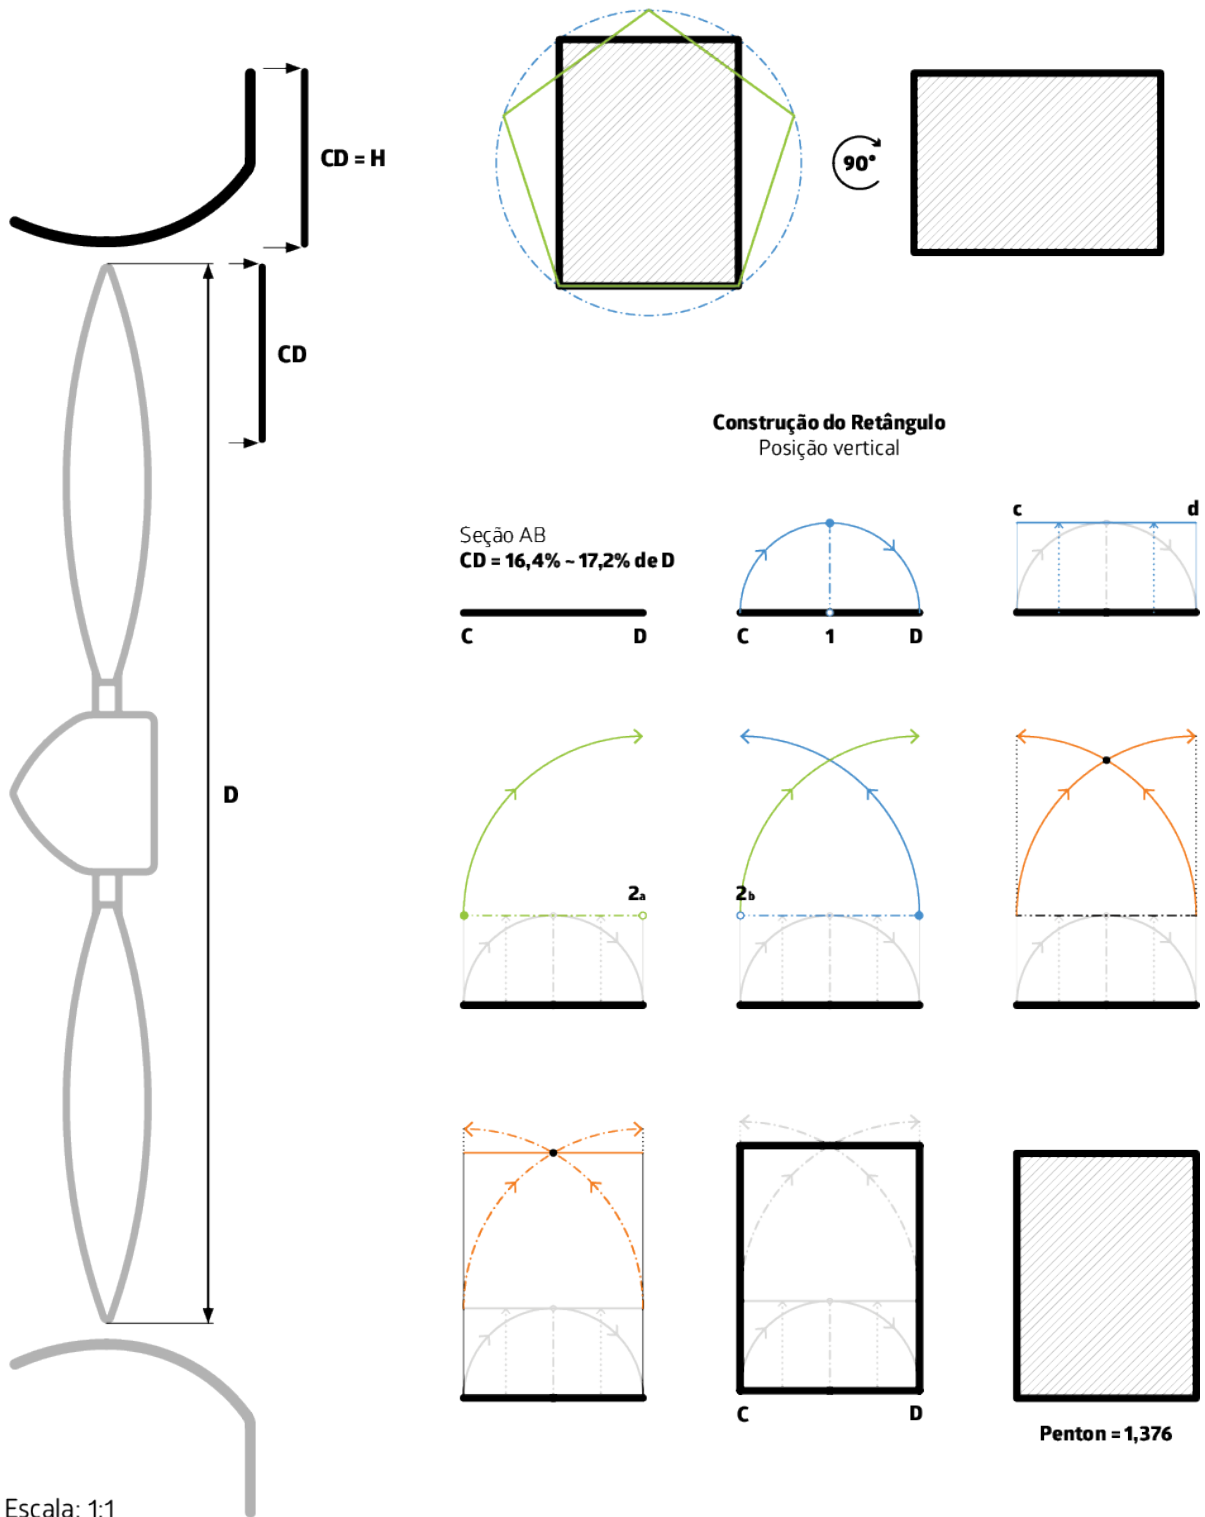 CD = H
90°
CD
Construção do Retângulo
Posição vertical
Seção AB
CD = 16,4% ~ 17,2% de D
C D
C 1 D
c d
D
2a
2b
C D
Penton = 1,376
Escala: 1:1